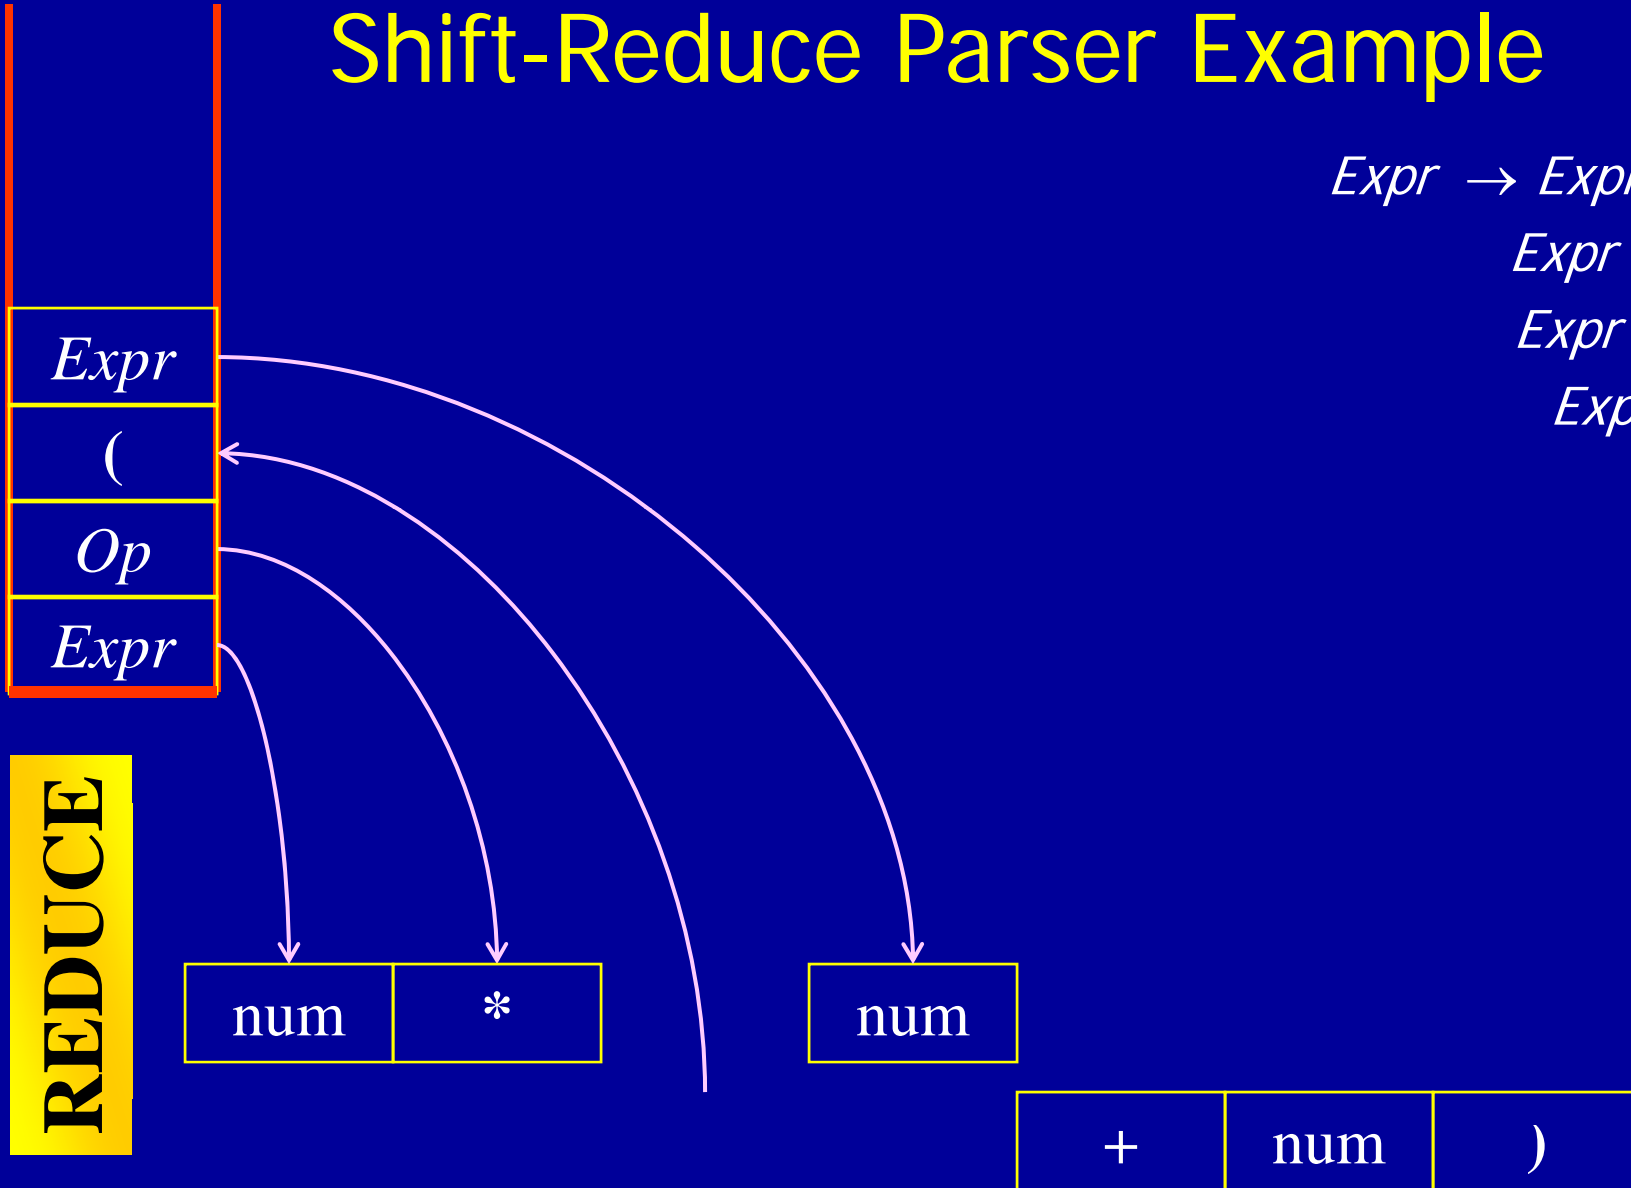 Shift-Reduce Parser Example
Expr → Expr
Expr
Expr
Expr
(
Op
Expr
REDUCE
num * num
+ num )